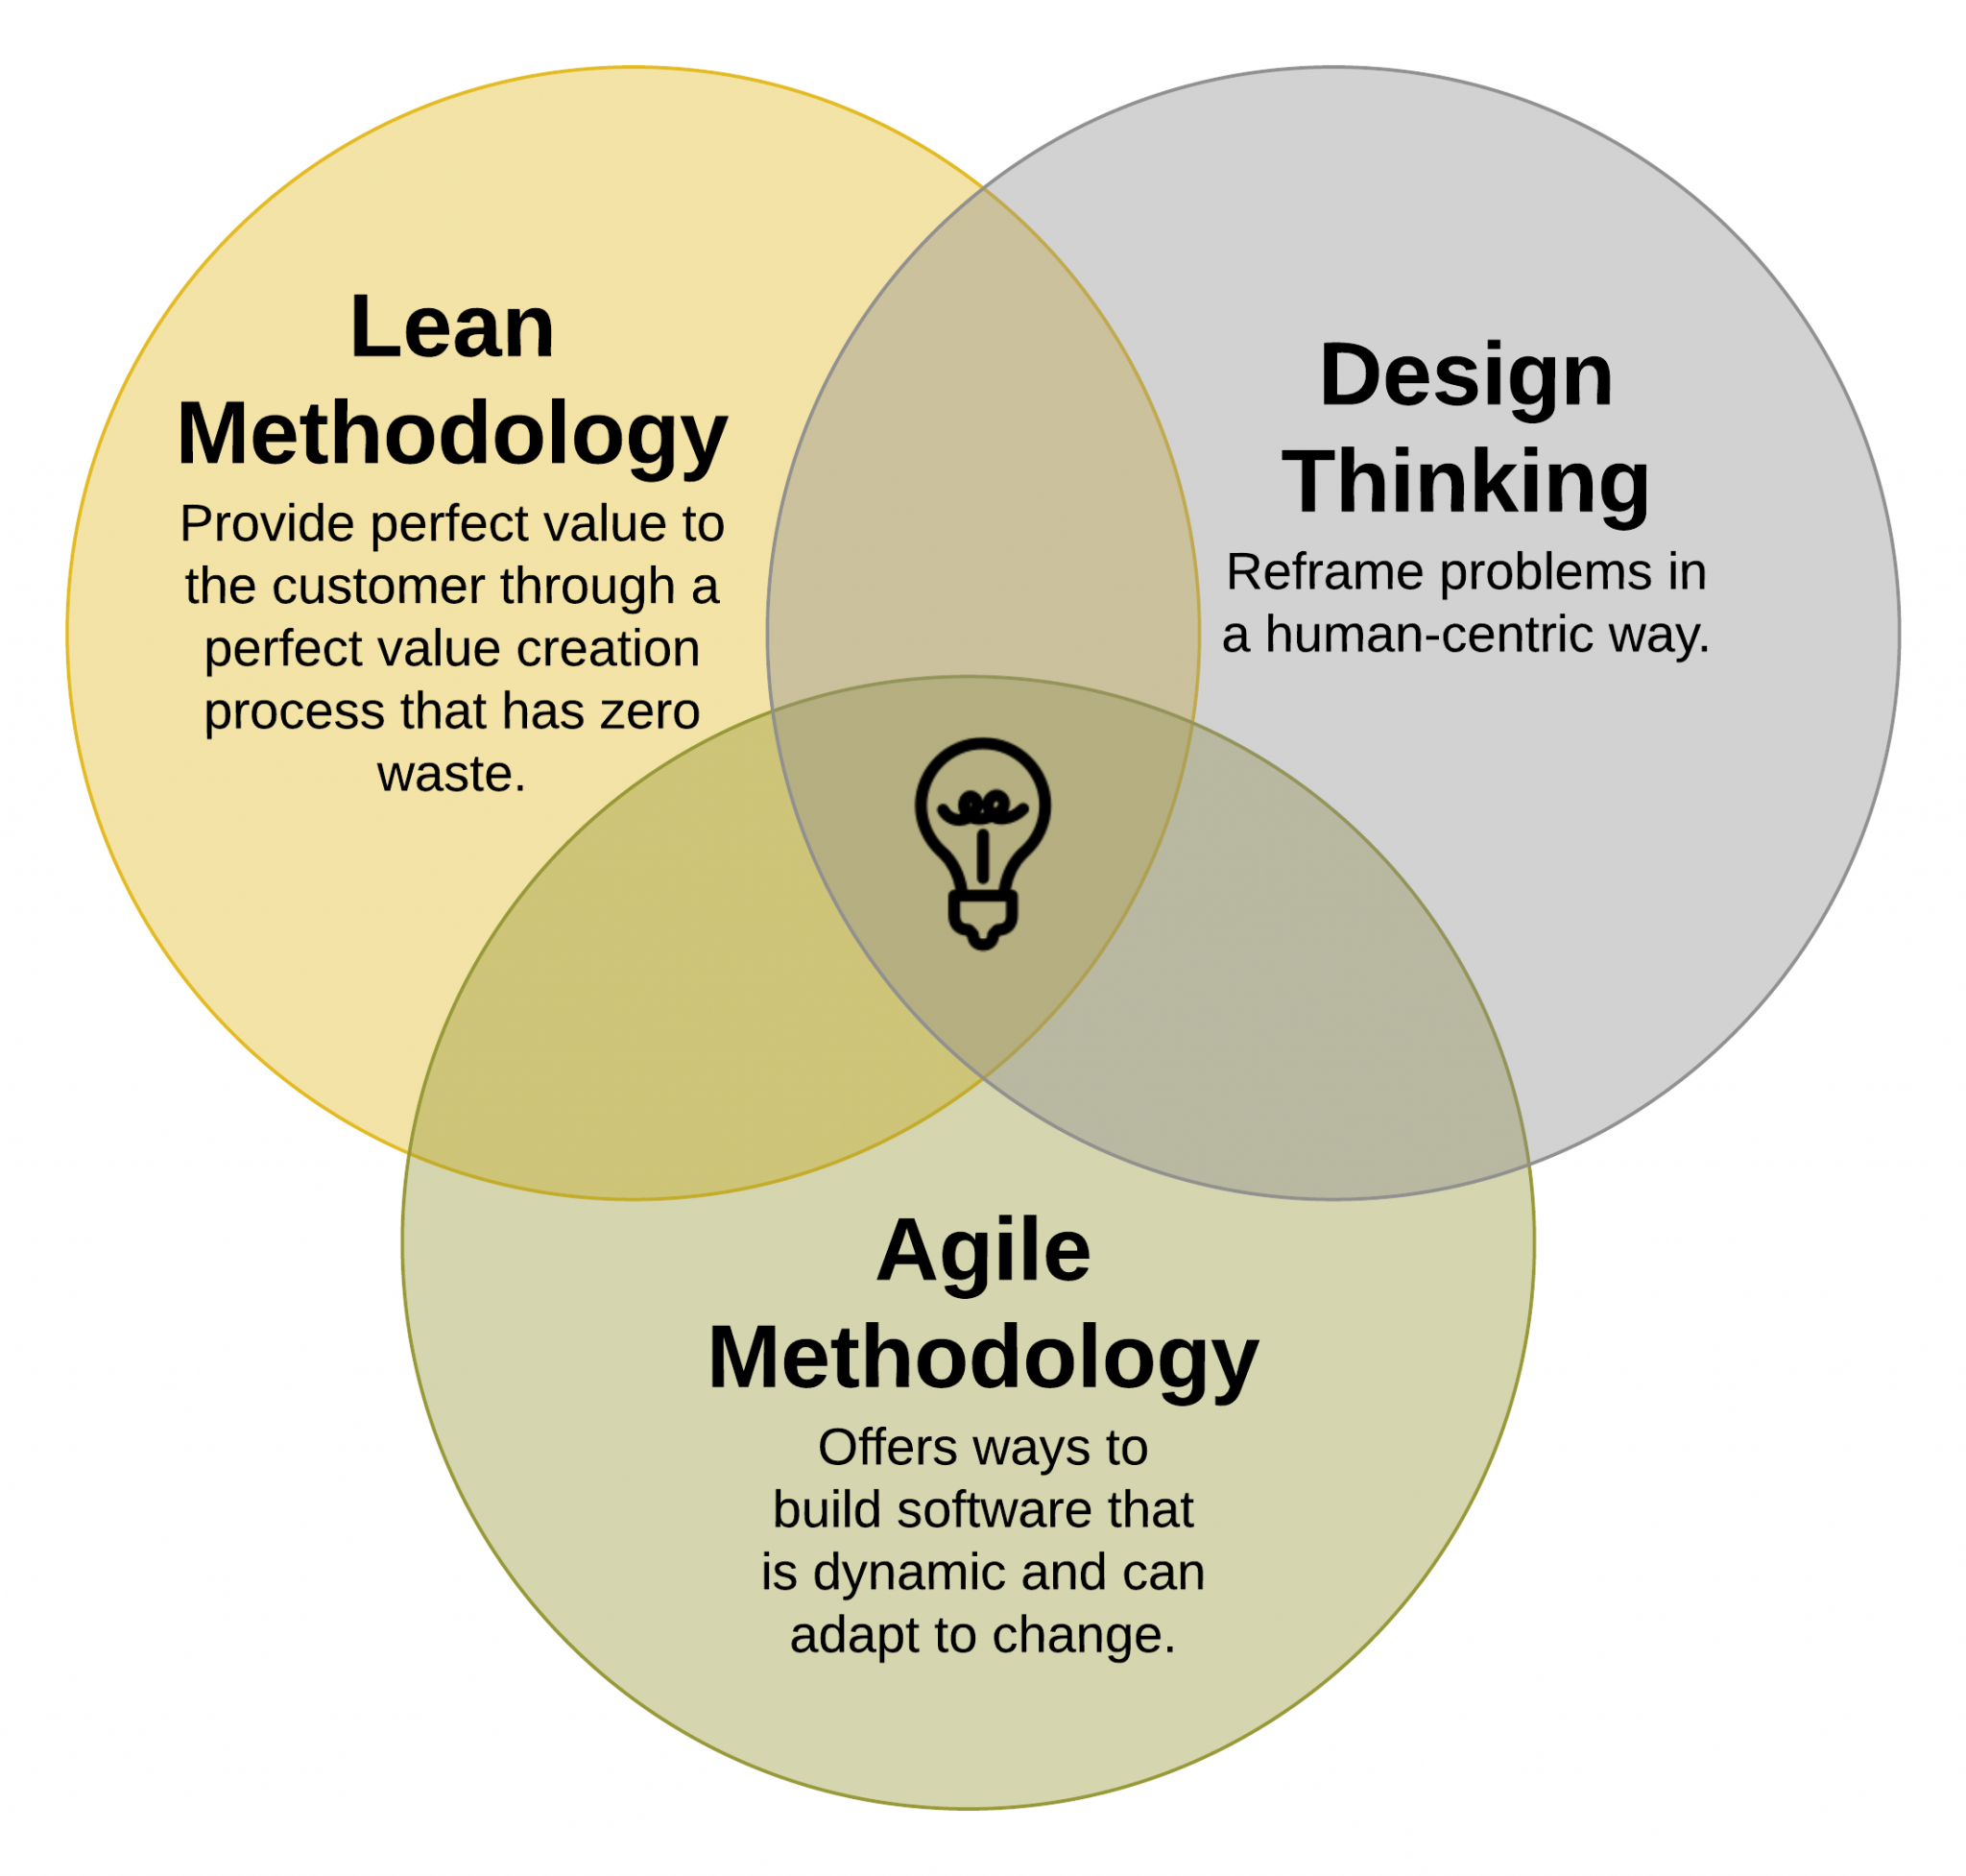 Lean
Methodology
Provide perfect value to
the customer through a
perfect value creation
process that has zero
waste.
Design
Thinking
Reframe problems in
a human-centric way.
Agile
Methodology
Offers ways to
build software that
is dynamic and can
adapt to change.